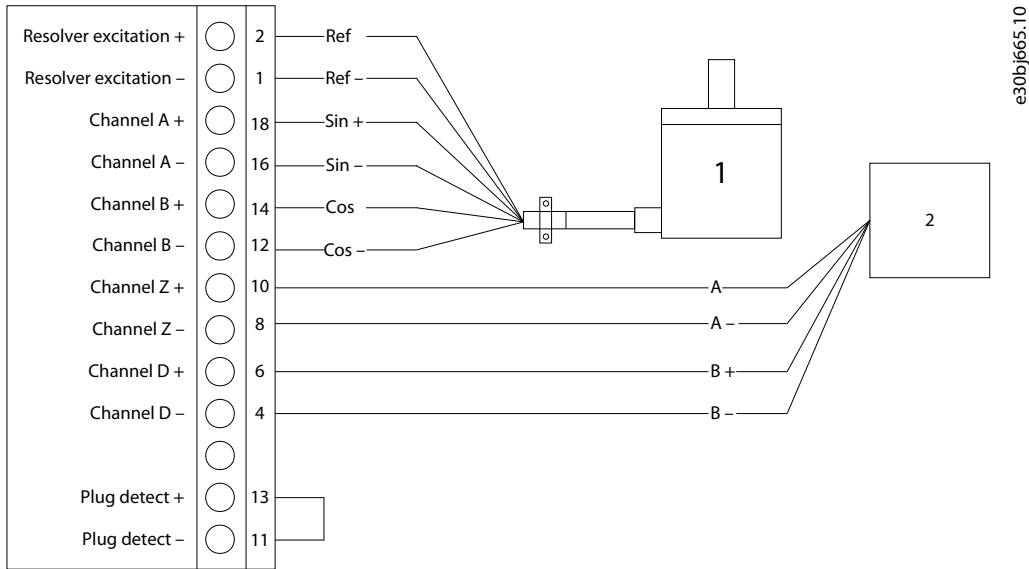 Resolver excitation + 2 Ref
Resolver excitation – 1 Ref –
Channel A + 18 Sin +
Channel A – 16 Sin –
Channel B + 14 Cos
Channel B – 12 Cos –
Channel Z + 10 A
Channel Z – 8 A –
Channel D + 6 B +
Channel D – 4 B –
Plug detect + 13
Plug detect – 11
1
2
e30bj665.10